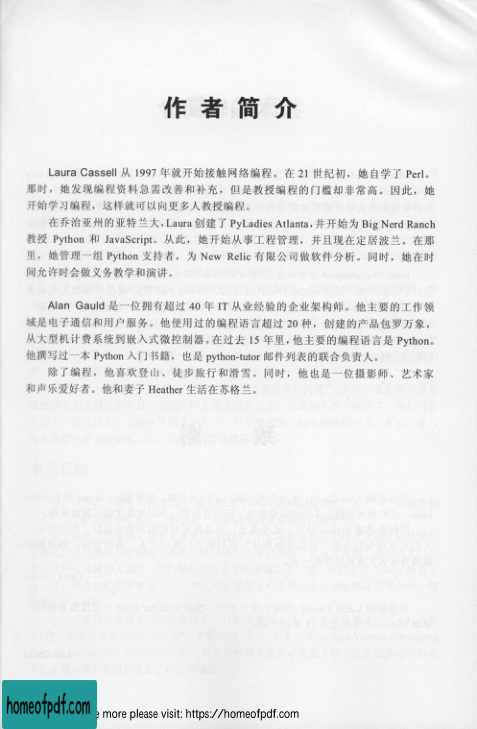 作者简介
Laura Cassell 从 1997 年就开始接触网络编程。在 21 世纪初，她自学了 Perl。
那时，她发现编程资料急需改善和补充，但是教授编程的门槛却非常高。因此，她
开始学习编程，这样就可以向更多人教授编程。
在乔治亚州的亚特兰大，Laura 创建了 PyLadies Atlanta，并开始为 Big Nerd Ranch
教授 Python 和 JavaScript。从此，她开始从事工程管理，并且现在定居波兰。在那
里，她管理一组 Python 支持者，为 New Relic 有限公司做软件分析。同时，她在时
间允许时会做义务教学和演讲。
Alan Gauld 是一位拥有超过 40 年 IT 从业经验的企业架构师。他主要的工作领
域是电子通信和用户服务。他使用过的编程语言超过 20 种，创建的产品包罗万象，
从大型机计费系统到嵌入式微控制器。在过去 15 年里，他主要的编程语言是 Python。
他撰写过一本 Python 入门书籍，也是 python-tutor 邮件列表的联合负责人。
除了编程，他喜欢登山、徒步旅行和滑雪。同时，他也是一位摄影师、艺术家
和声乐爱好者。他和妻子 Heather 生活在苏格兰。
homeofpdf.com
e more please visit: https://homeofpdf.com